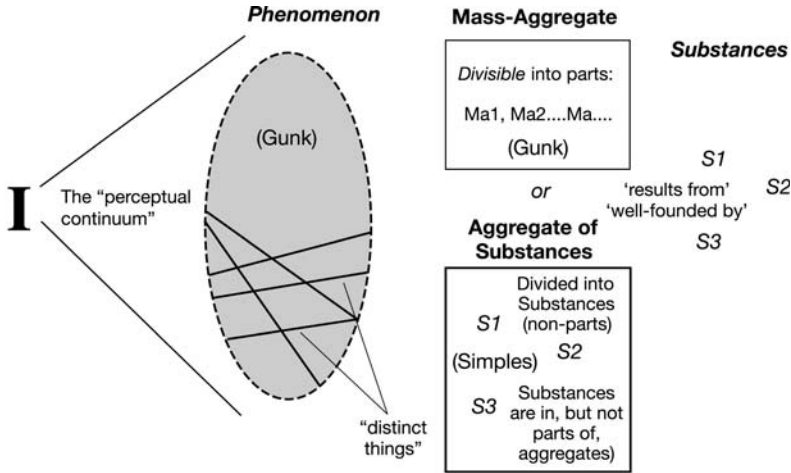 Phenomenon
I
The "perceptual
continuum"
(Gunk)
"distinct
things"
Mass-Aggregate
Divisible into parts:
Ma1, Ma2....Ma....
(Gunk)
or
Aggregate of
Substances
Divided into
Substances
(non-parts)
S1
S2
(Simples)
S3
Substances
are in, but not
parts of,
aggregates)
Substances
S1
S2
'results from'
'well-founded by'
S3